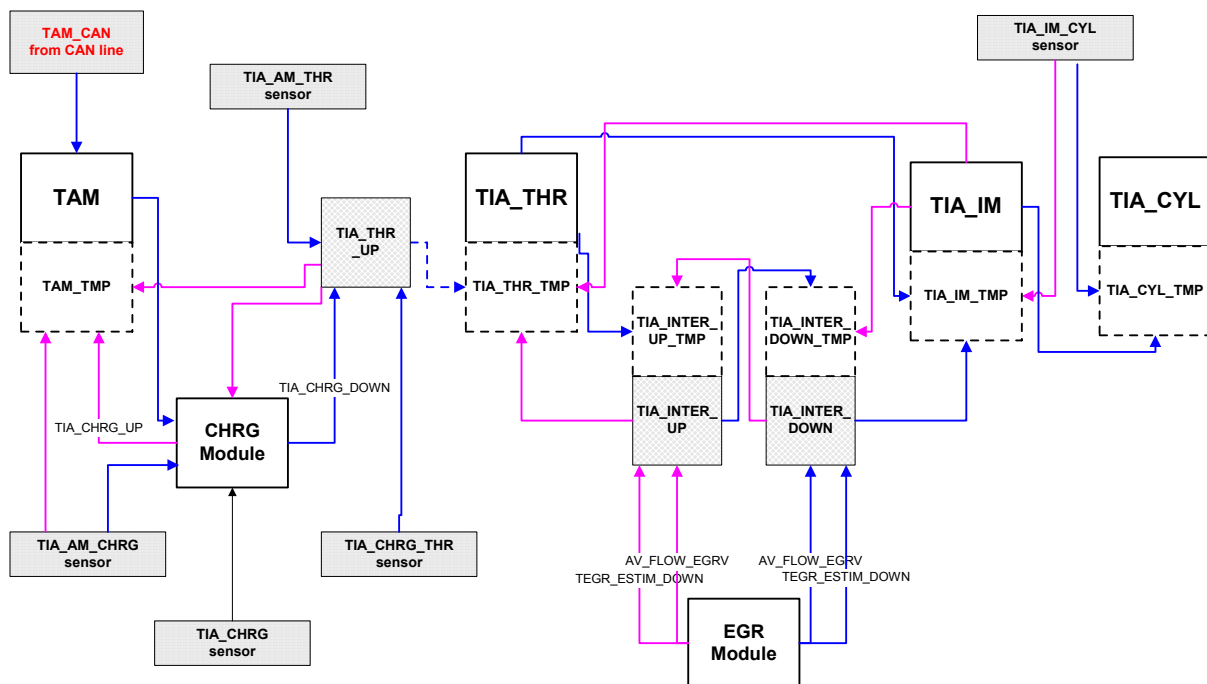 TAM_CAN
from CAN line
TIA_IM_CYL
sensor
TIA_AM_THR
sensor
TAM
TIA_THR
TIA_IM
TIA_CYL
TIA_THR
_UP
TAM_TMP
TIA_THR_TMP
TIA_IM_TMP
TIA_CYL_TMP
TIA_INTER_
UP_TMP
TIA_INTER_
DOWN_TMP
TIA_CHRG_DOWN
TIA_INTER_
UP
TIA_INTER_
DOWN
TIA_CHRG_UP
CHRG
Module
TIA_AM_CHRG
sensor
TIA_CHRG_THR
sensor
AV_FLOW_EGRV
TEGR_ESTIM_DOWN
AV_FLOW_EGRV
TEGR_ESTIM_DOWN
TIA_CHRG
sensor
EGR
Module